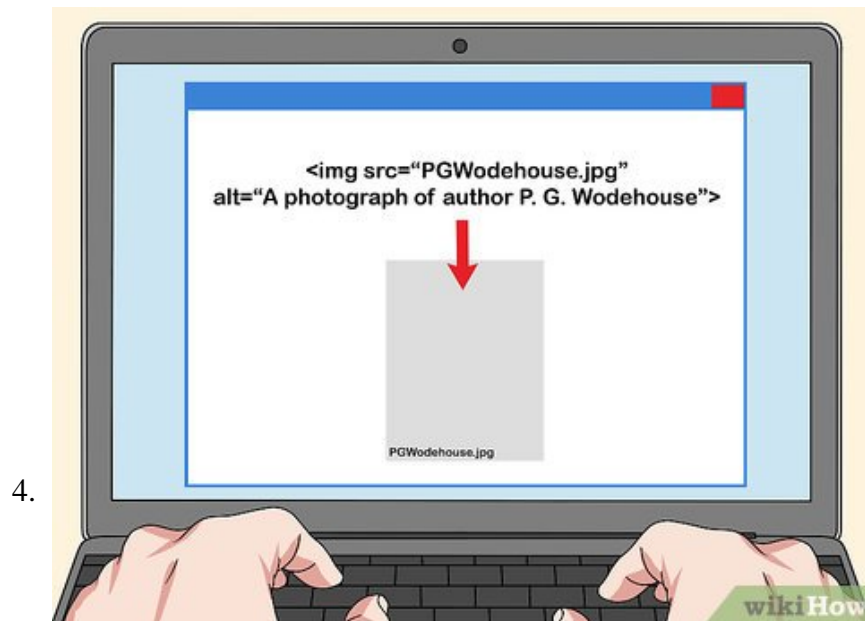 <img src=“PGWodehouse.jpg”
alt=“A photograph of author P. G. Wodehouse”>
PGWodehouse.jpg
4.
wikiHow